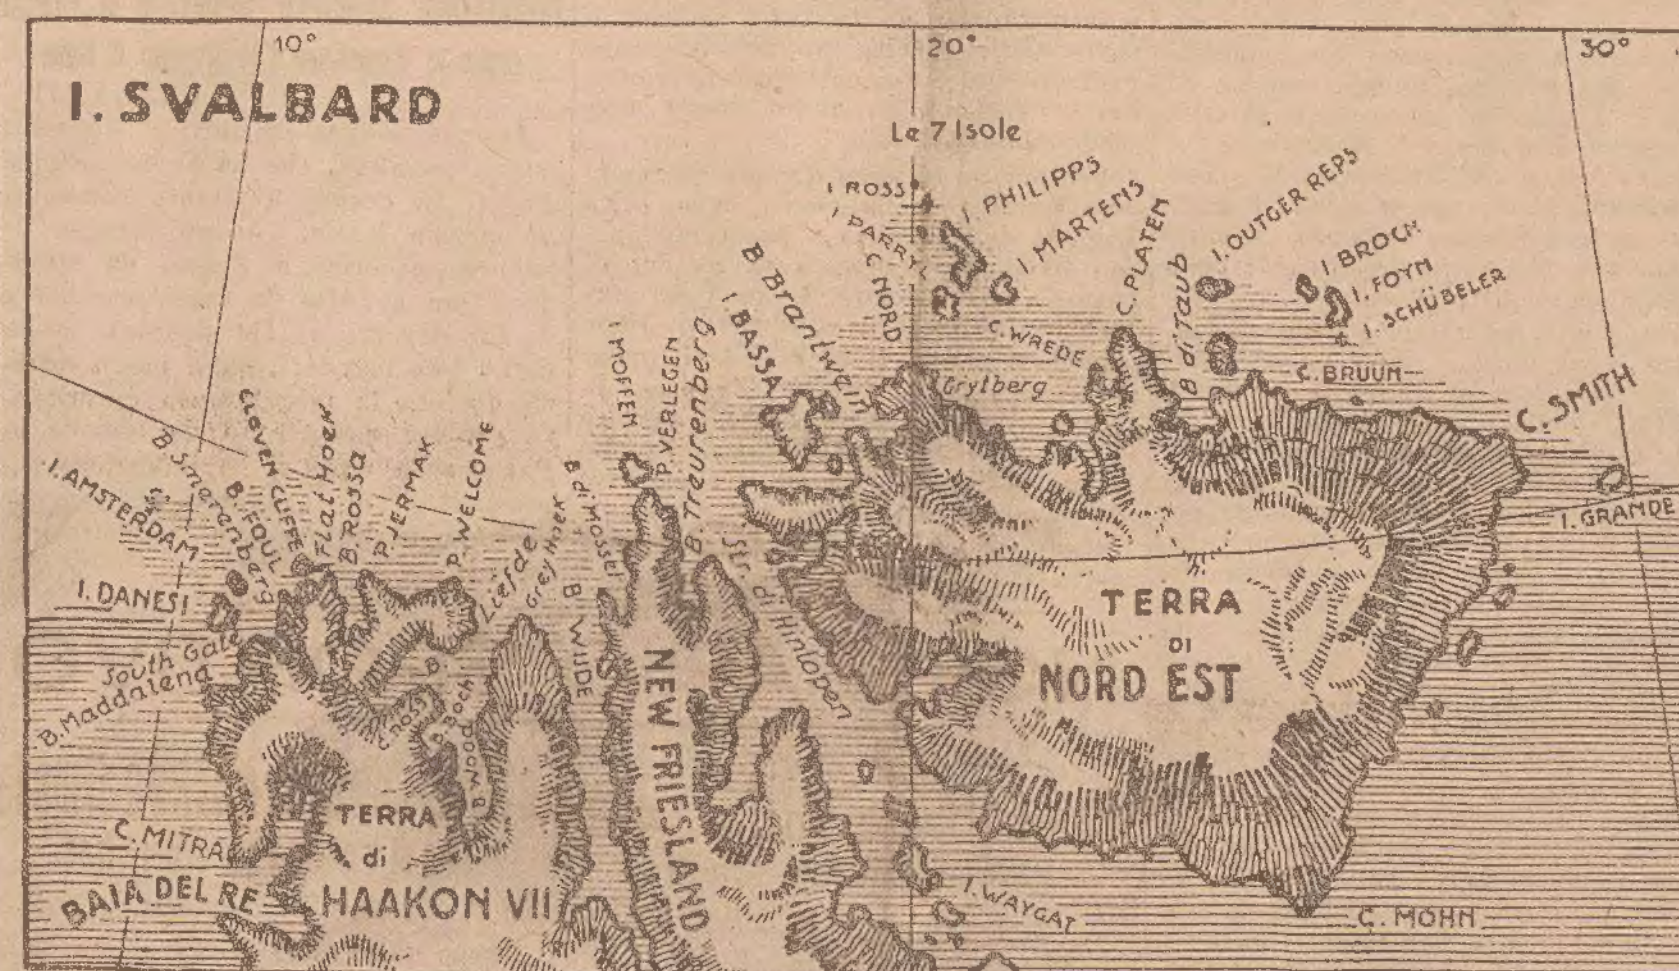 10°
20°
30°
I. SVALBARD
Le 7 Isole
I ROSS
I PHILIPPS
I PARRY
I MARTENS
C NORD
C. PLATEN
B di Taub
I. OUTGER REPS
I. BROCH
I. FOYN
I. SCHÜBELER
C. WREDE
C. BRUUN
C. SMITH
I. GRANDE
Grytberg
B Brantwein
I. BASSA
B. Treurenberg
P. VERLEGEN
I MOFFEN
B. di MOSSEL
Grey HOEK
Liefde
P. WELCOME
P. JERMAK
B. Rossa
Flat Hoek
CLOVEN CLIFFE
B. FOUL
B. Smerenberg
I. AMSTERDAM
I. DANESI
South Gate
B. Maddalena
B. WIJDE
Str. di Hinlopen
TERRA
DI
NORD EST
NEW FRIESLAND
B. Boch
B. Wood
C. MITRA
TERRA
di
HAAKON VII
BAIA DEL RE
I. WAYGAT
C. MOHN